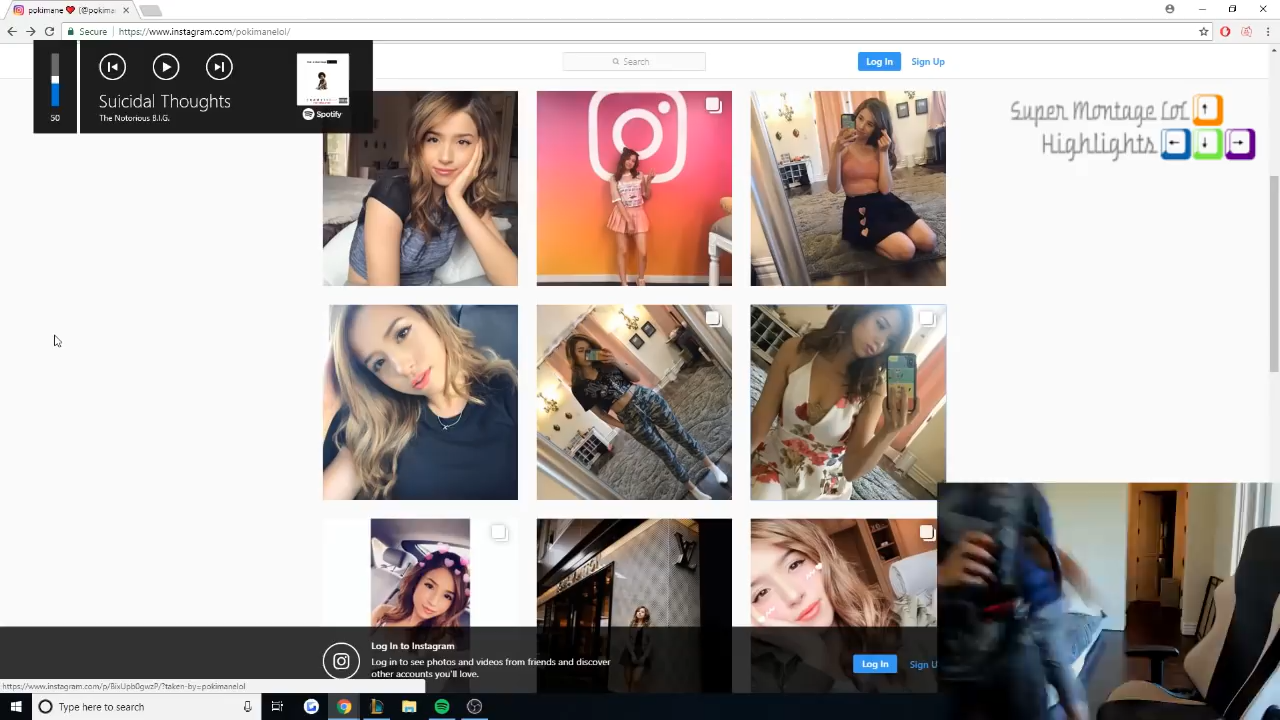 pokimane ❤ (@pokima
Secure
https://www.instagram.com/pokimanelol/
Search
Log In
Sign Up
Suicidal Thoughts
The Notorious B.I.G.
50
Spotify
Super Montage LoL
Highlights
Log In to Instagram
Log in to see photos and videos from friends and discover
other accounts you'll love.
Log In
Sign U
https://www.instagram.com/p/BixUpb0gwzP/?taken-by=pokimanelol
Type here to search